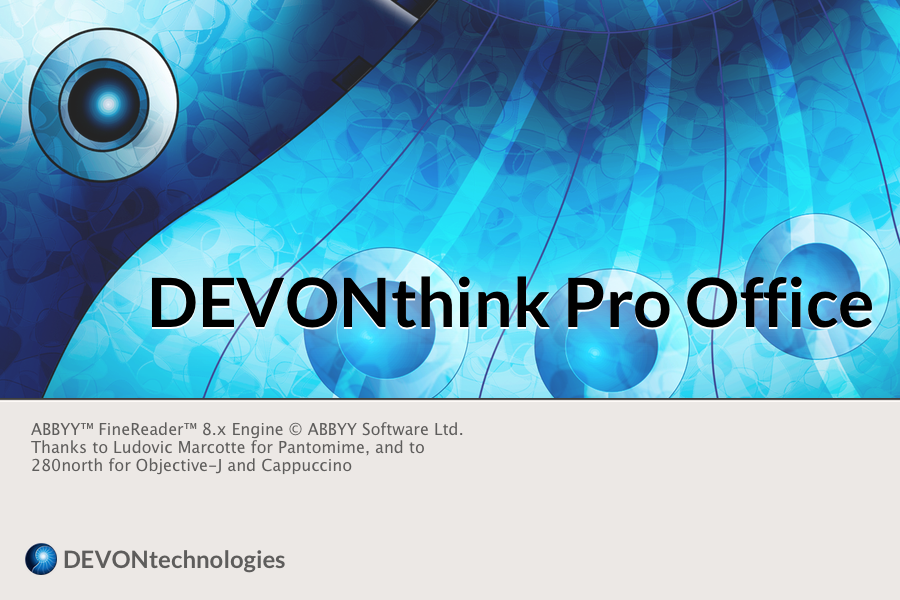 DEVONthink Pro Office
ABBYY™ FineReader™ 8.x Engine © ABBYY Software Ltd.
Thanks to Ludovic Marcotte for Pantomime, and to
280north for Objective-J and Cappuccino
DEVONtechnologies